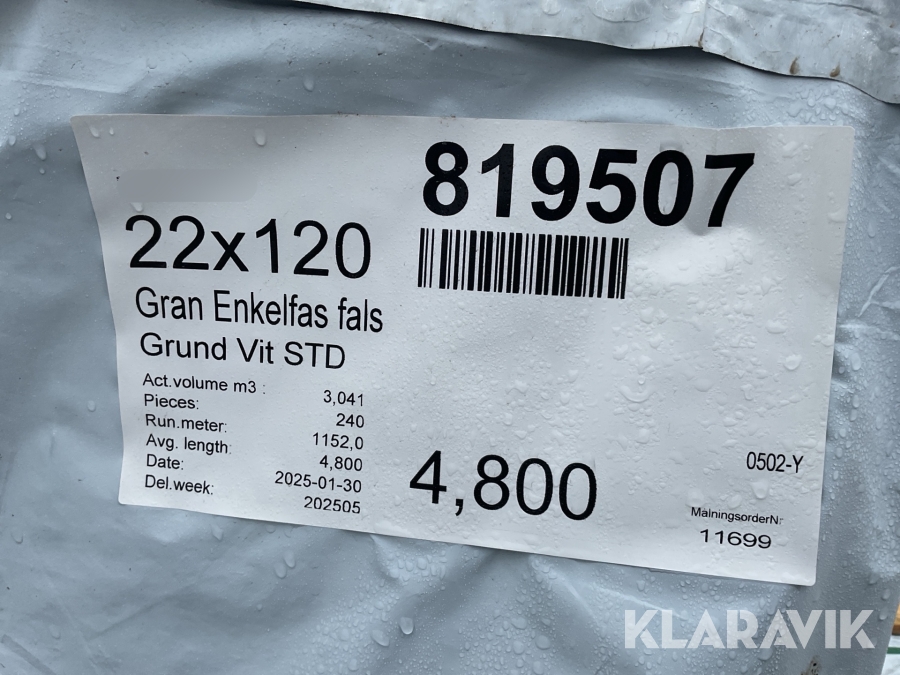 819507
22x120
Gran Enkelfas fals
Grund Vit STD
Act.volume m3 : 3,041
Pieces: 240
Run.meter: 1152,0
Avg. length: 4,800
Date: 2025-01-30
Del.week: 202505
4,800
0502-Y
MalningsorderNr
11699
KLARAVIK